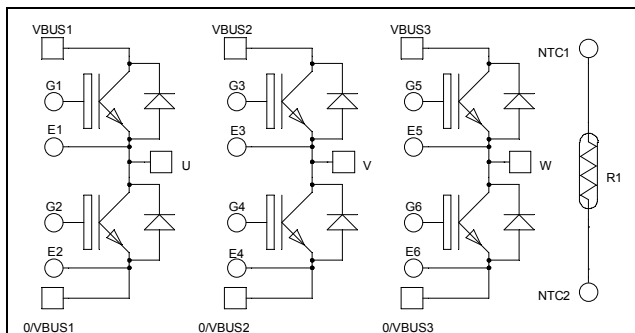 VBUS1 VBUS2 VBUS3
NTC1
G1 G3 G5
E1 E3 E5
U V W
R1
G2 G4 G6
E2 E4 E6
NTC2
0/VBUS1 0/VBUS2 0/VBUS3